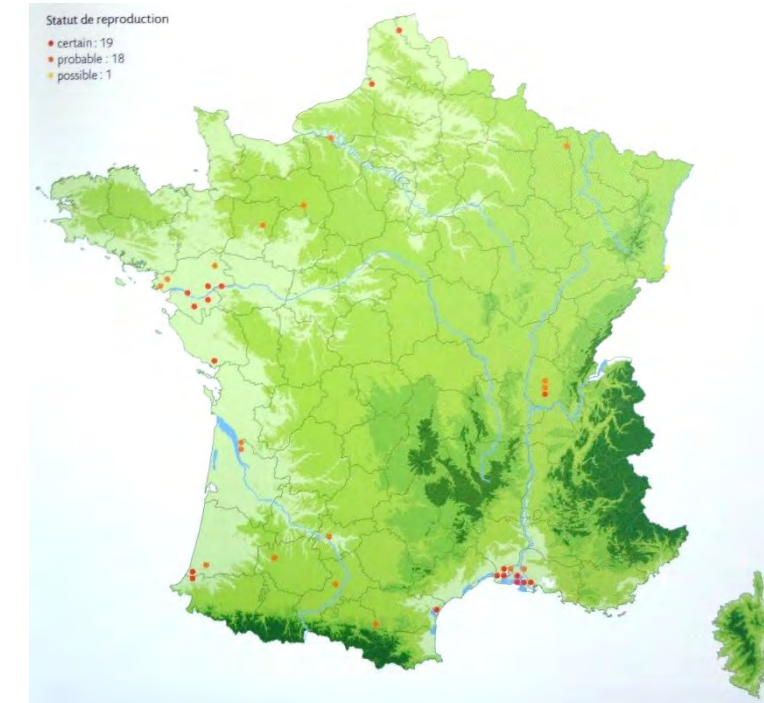 Statut de reproduction
certain : 19
probable : 18
possible : 1